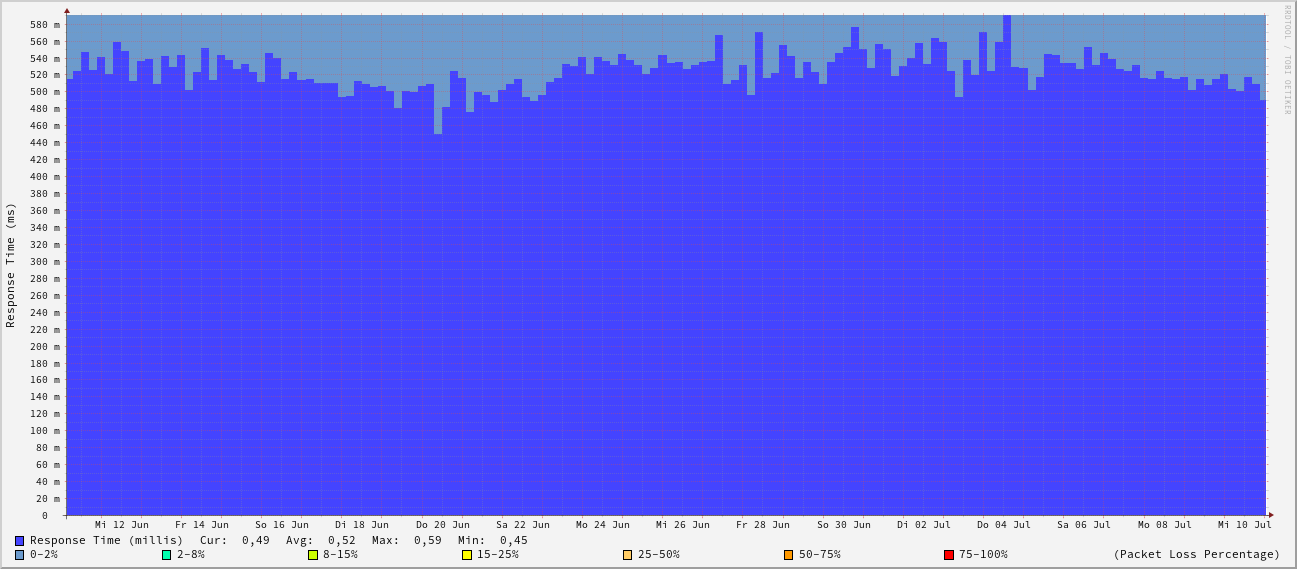 RRDTOOL / TOBI OETIKER
Response Time (ms)
580 m
560 m
540 m
520 m
500 m
480 m
460 m
440 m
420 m
400 m
380 m
360 m
340 m
320 m
300 m
280 m
260 m
240 m
220 m
200 m
180 m
160 m
140 m
120 m
100 m
80 m
60 m
40 m
20 m
0
Mi 12 Jun Fr 14 Jun So 16 Jun Di 18 Jun Do 20 Jun Sa 22 Jun Mo 24 Jun Mi 26 Jun Fr 28 Jun So 30 Jun Di 02 Jul Do 04 Jul Sa 06 Jul Mo 08 Jul Mi 10 Jul
Response Time (millis) Cur: 0,49 Avg: 0,52 Max: 0,59 Min: 0,45
0-2% 2-8% 8-15% 15-25% 25-50% 50-75% 75-100% (Packet Loss Percentage)